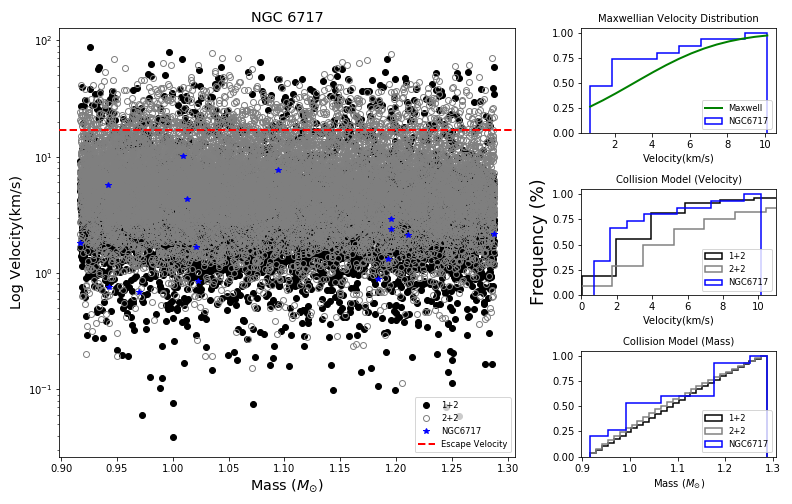 NGC 6717
Log Velocity(km/s)
10²
10¹
10⁰
10⁻¹
0.90 0.95 1.00 1.05 1.10 1.15 1.20 1.25 1.30
Mass (M⊙)
1+2
2+2
NGC6717
Escape Velocity
Frequency (%)
Maxwellian Velocity Distribution
1.00
0.75
0.50
0.25
0.00
2 4 6 8 10
Velocity(km/s)
Maxwell
NGC6717
Collision Model (Velocity)
1.00
0.75
0.50
0.25
0.00
0 2 4 6 8 10
Velocity(km/s)
1+2
2+2
NGC6717
Collision Model (Mass)
1.00
0.75
0.50
0.25
0.00
0.9 1.0 1.1 1.2 1.3
Mass (M⊙)
1+2
2+2
NGC6717